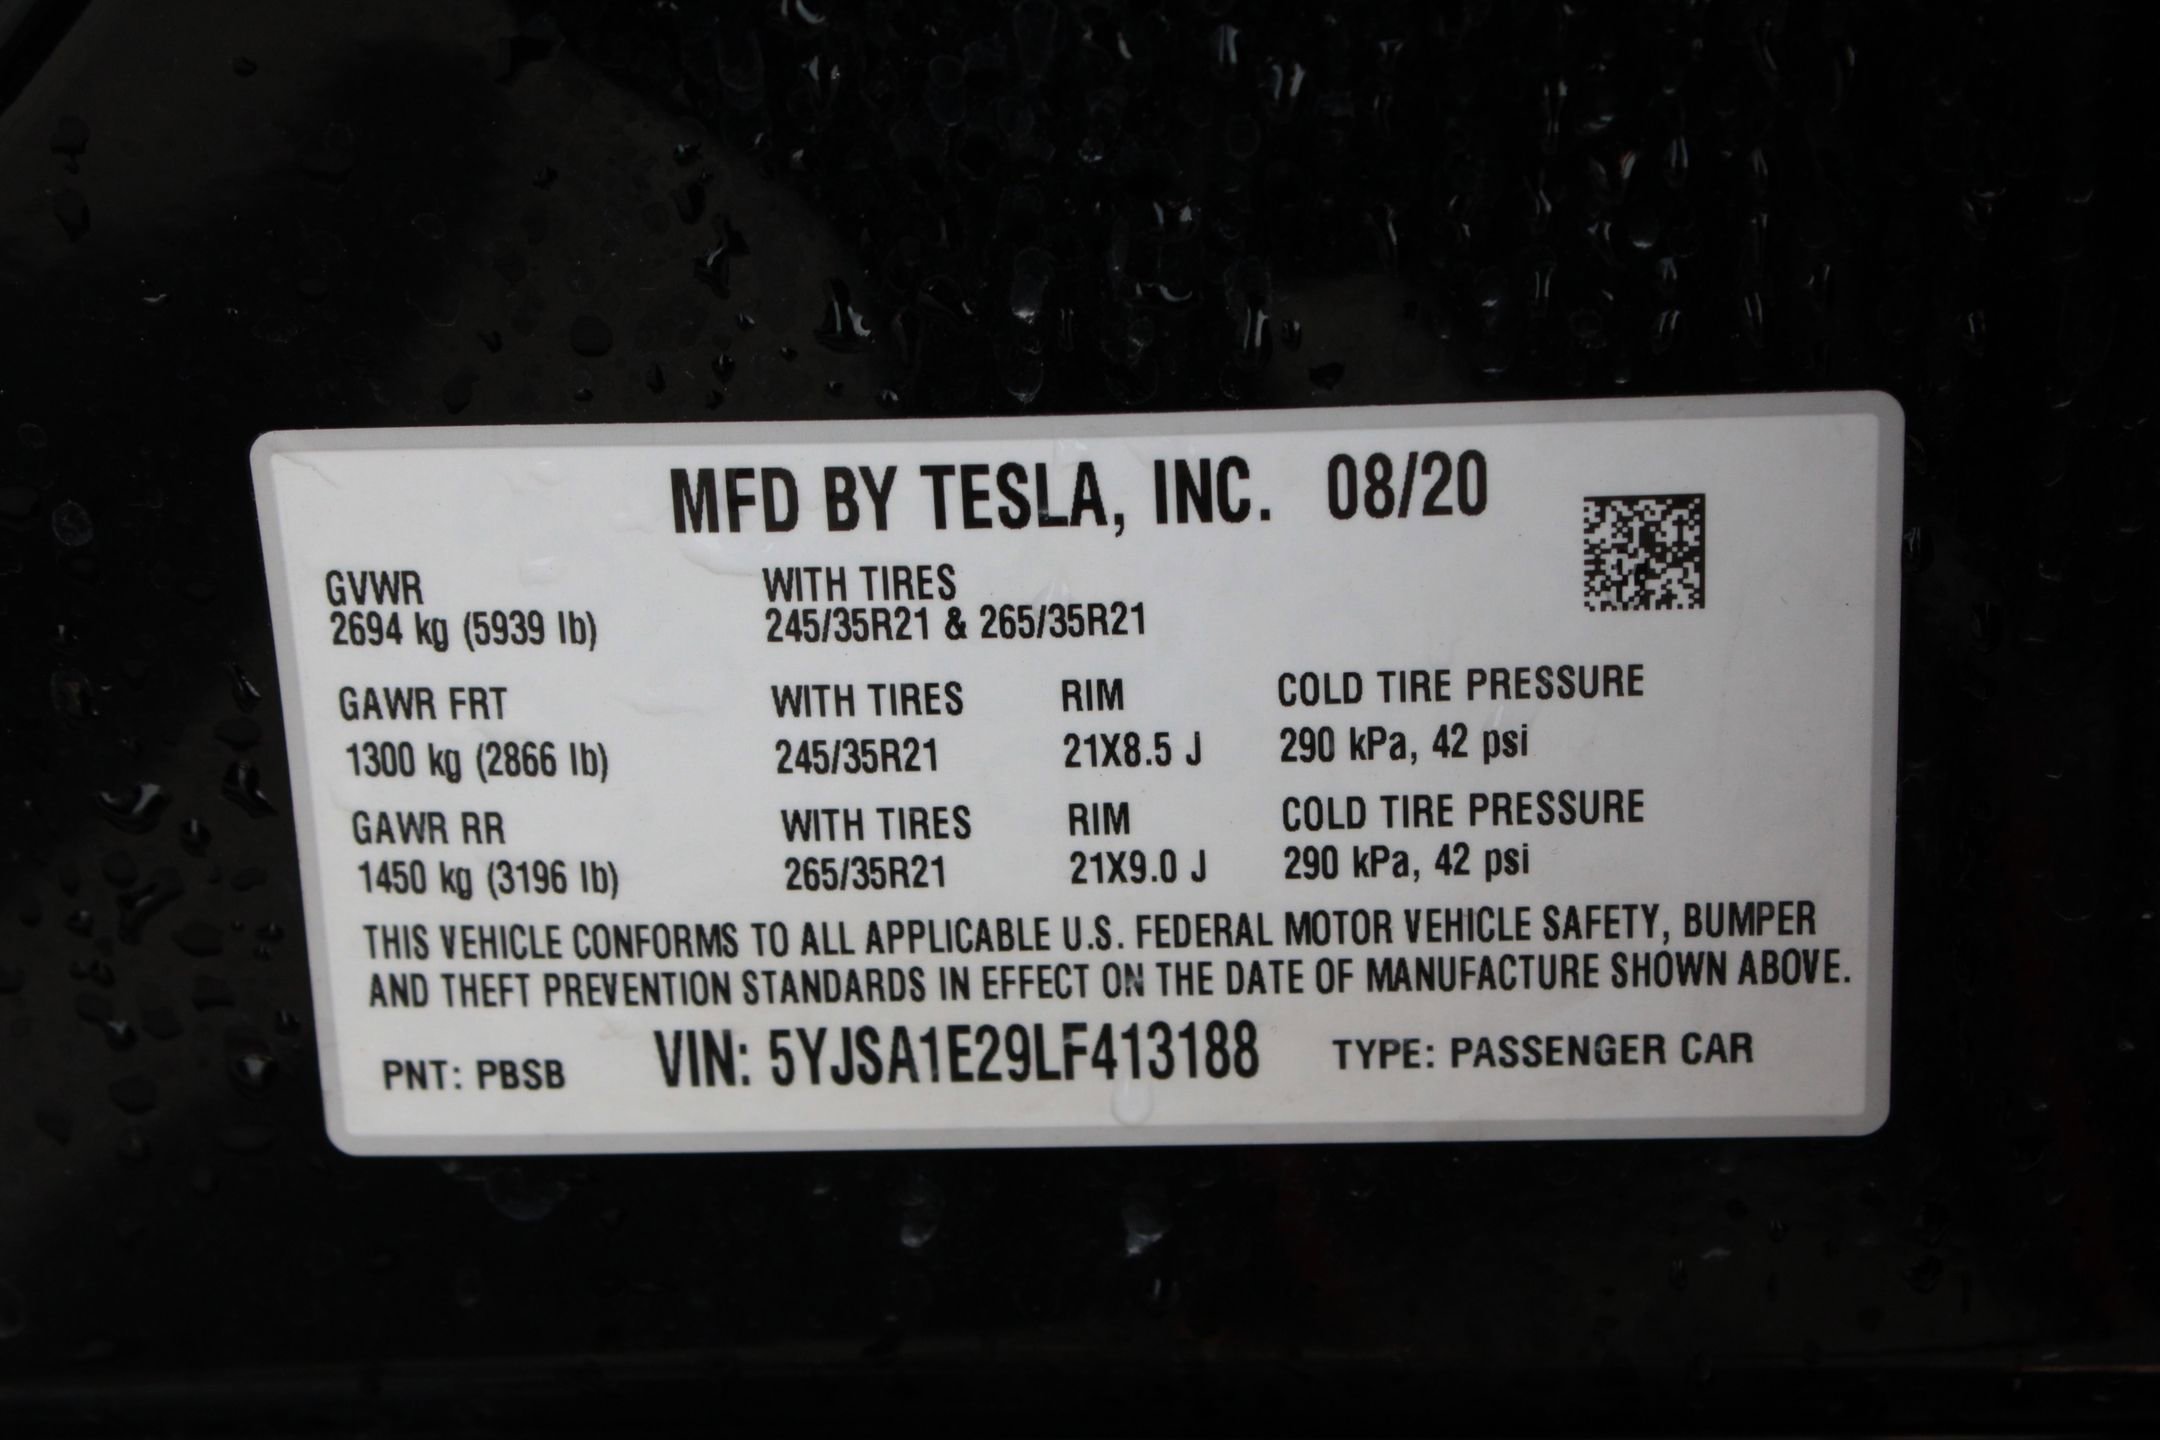 MFD BY TESLA, INC. 08/20
GVWR WITH TIRES
2694 kg (5939 lb) 245/35R21 & 265/35R21
GAWR FRT WITH TIRES RIM COLD TIRE PRESSURE
1300 kg (2866 lb) 245/35R21 21X8.5 J 290 kPa, 42 psi
GAWR RR WITH TIRES RIM COLD TIRE PRESSURE
1450 kg (3196 lb) 265/35R21 21X9.0 J 290 kPa, 42 psi
THIS VEHICLE CONFORMS TO ALL APPLICABLE U.S. FEDERAL MOTOR VEHICLE SAFETY, BUMPER
AND THEFT PREVENTION STANDARDS IN EFFECT ON THE DATE OF MANUFACTURE SHOWN ABOVE.
PNT: PBSB VIN: 5YJSA1E29LF413188 TYPE: PASSENGER CAR